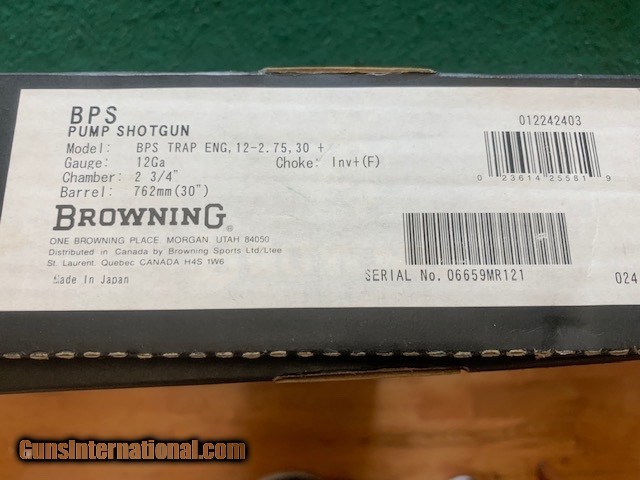 BPS
PUMP SHOTGUN
Model: BPS TRAP ENG, 12-2.75, 30 +
Gauge: 12Ga Choke: Inv+(F)
Chamber: 2 3/4"
Barrel: 762mm(30")
BROWNING®
ONE BROWNING PLACE. MORGAN. UTAH 84050
Distributed in Canada by Browning Sports Ltd/Ltee
St. Laurent. Quebec CANADA H4S 1W6
Made In Japan
012242403
0 23614 25581 9
SERIAL No. 06659MR121
024
GunsInternational.com